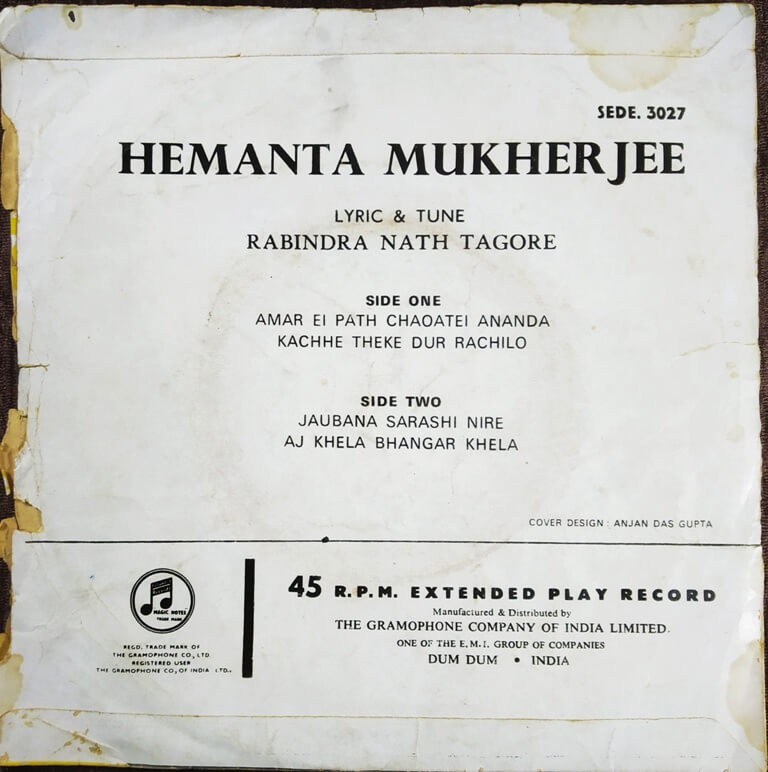 SEDE. 3027
HEMANTA MUKHERJEE
LYRIC & TUNE
RABINDRA NATH TAGORE
SIDE ONE
AMAR EI PATH CHAOATEI ANANDA
KACHHE THEKE DUR RACHILO
SIDE TWO
JAUBANA SARASHI NIRE
AJ KHELA BHANGAR KHELA
COVER DESIGN : ANJAN DAS GUPTA
MAGIC NOTES
TRADE MARK
REGD. TRADE MARK OF
THE GRAMOPHONE CO., LTD.
REGISTERED USER
THE GRAMOPHONE CO., OF INDIA LTD.,
45 R.P.M. EXTENDED PLAY RECORD
Manufactured & Distributed by
THE GRAMOPHONE COMPANY OF INDIA LIMITED.
ONE OF THE E.M.I. GROUP OF COMPANIES
DUM DUM • INDIA